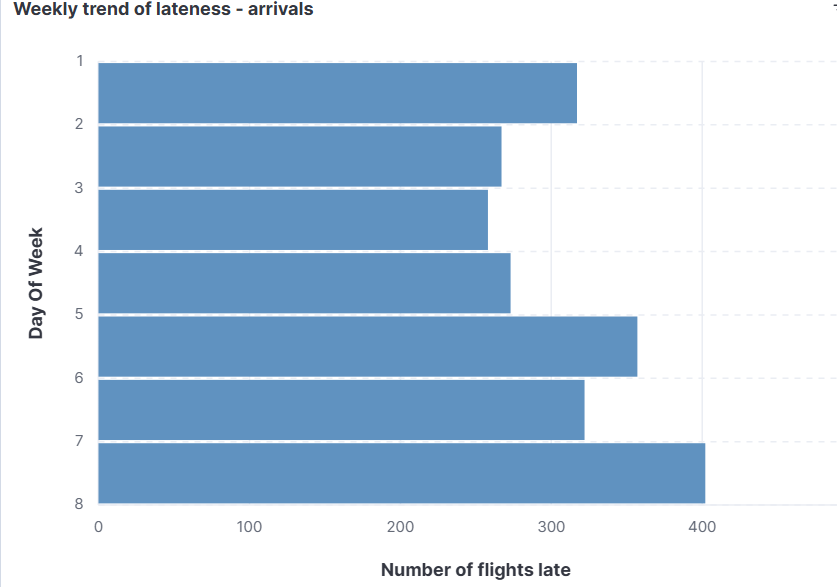 Weekly trend of lateness - arrivals
1
2
3
4
5
6
7
8
Day Of Week
0 100 200 300 400
Number of flights late